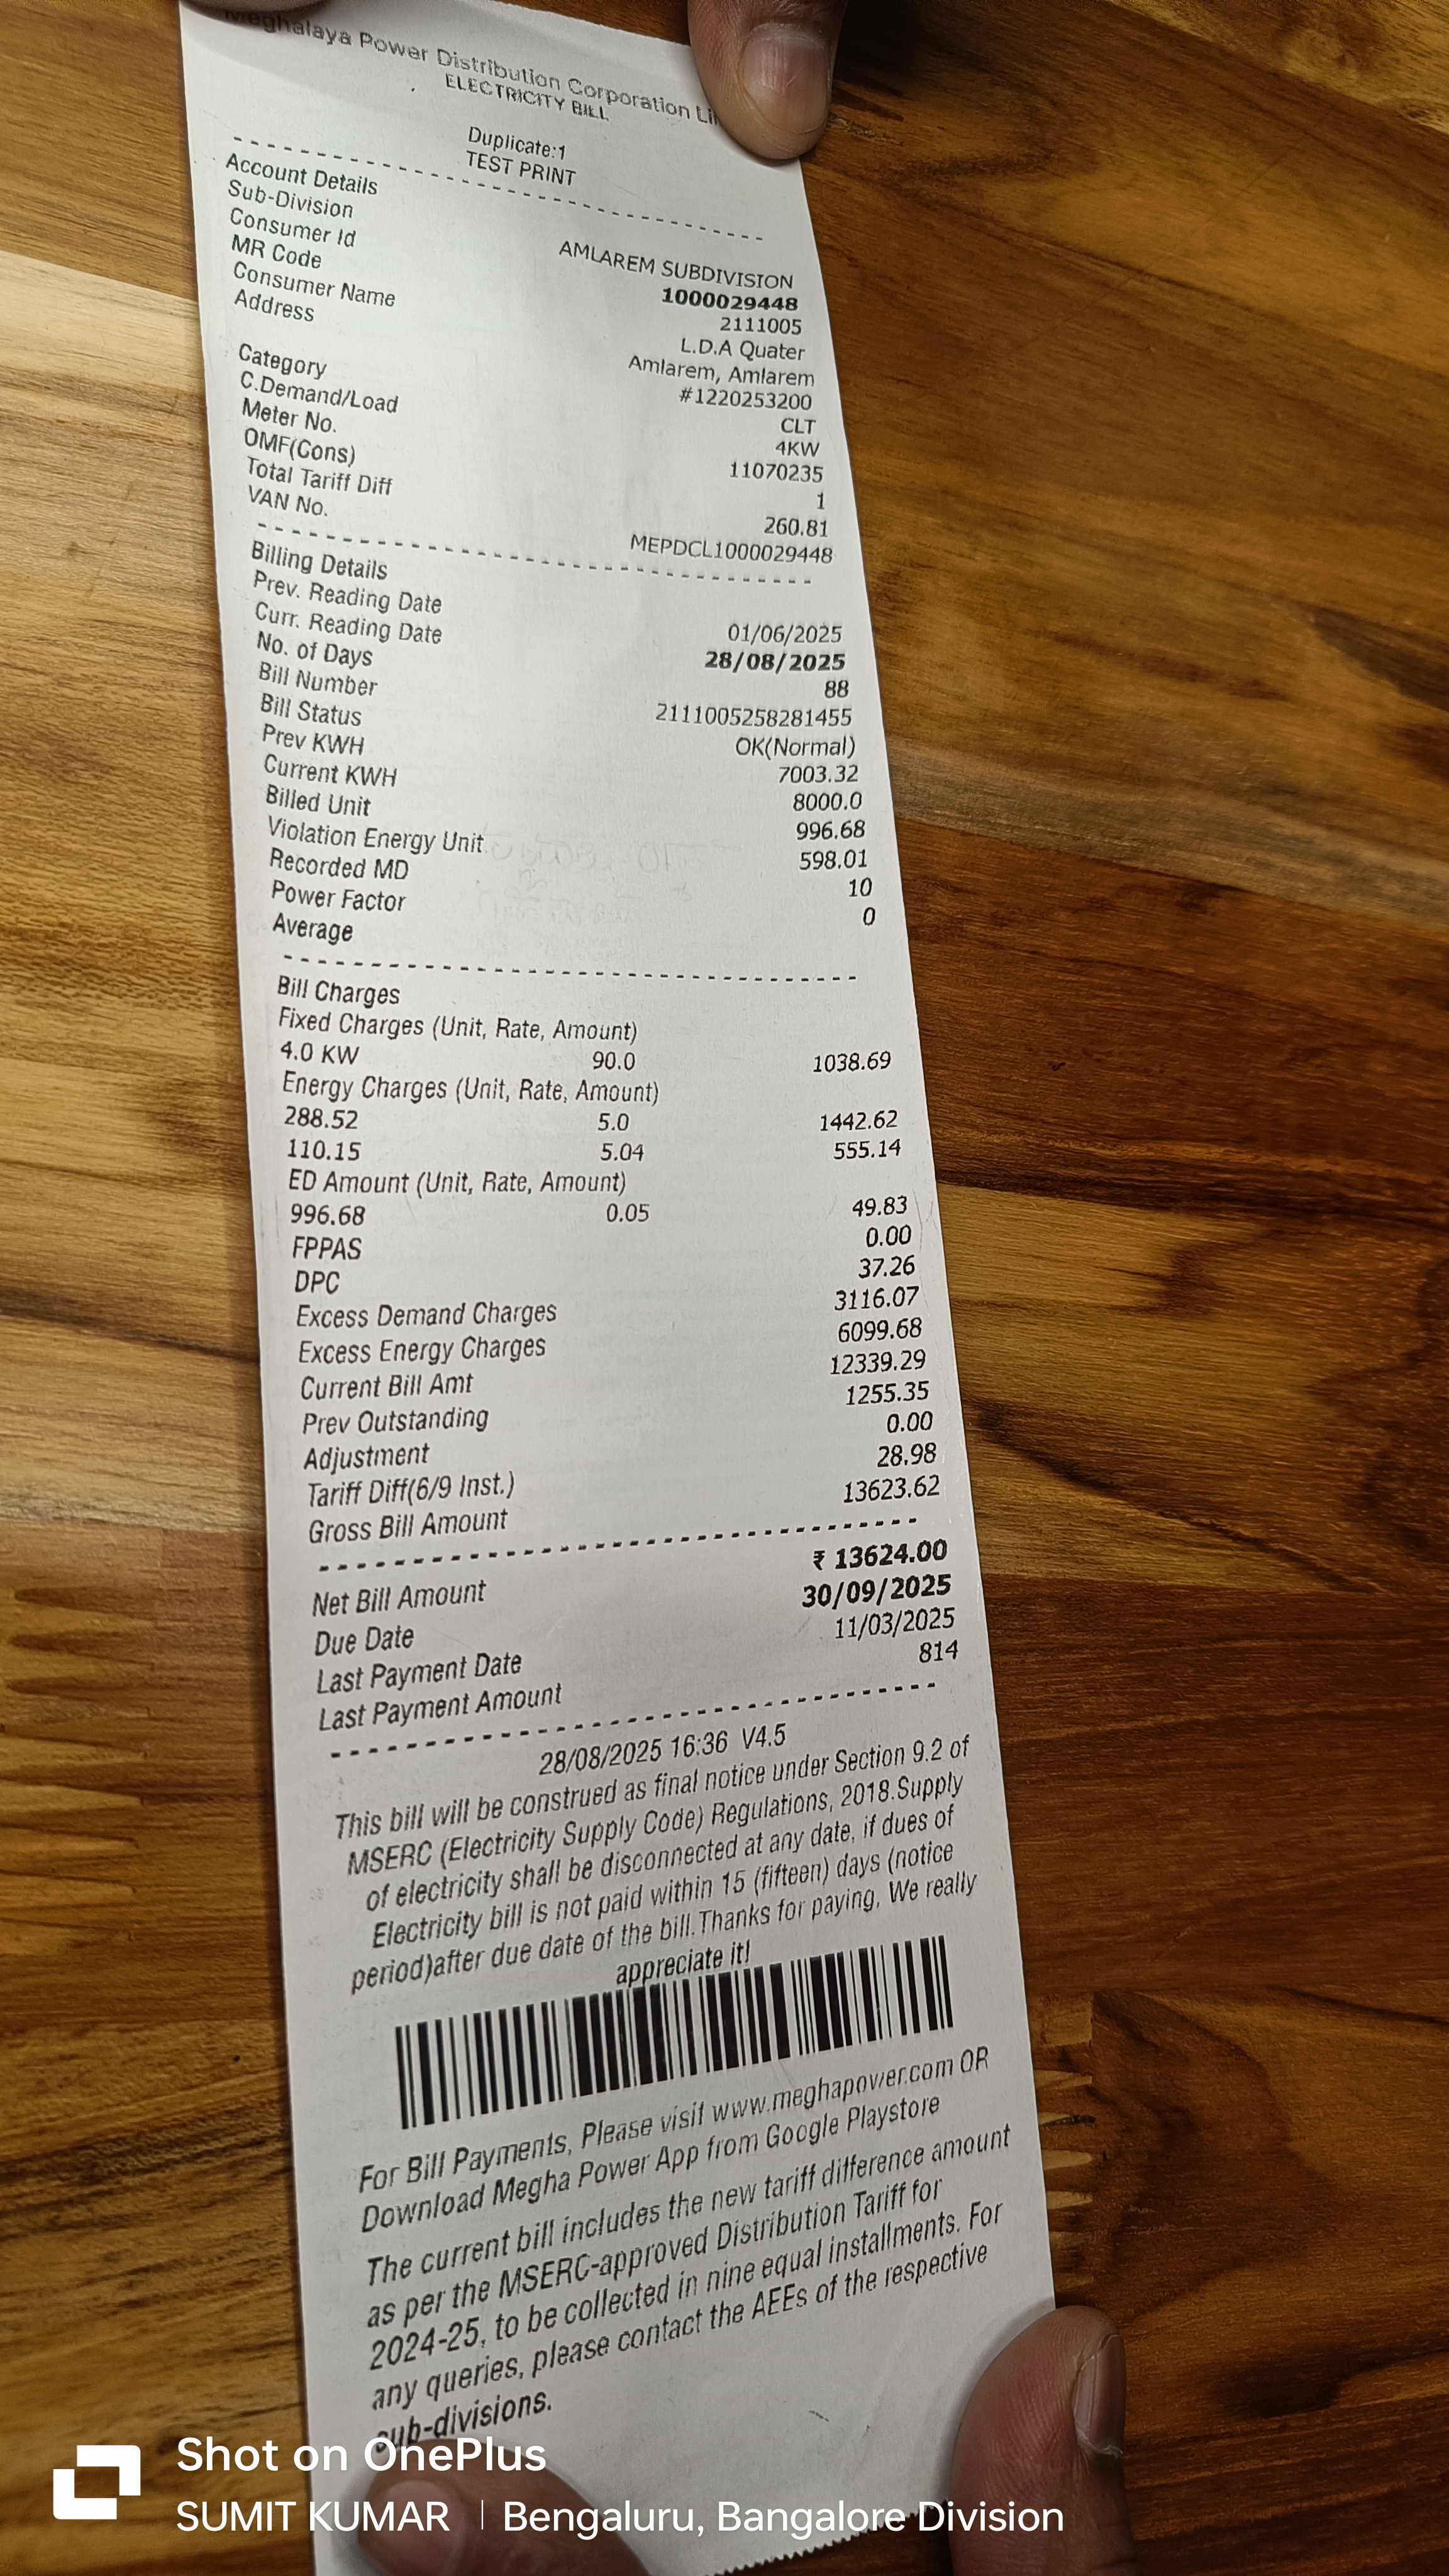 Meghalaya Power Distribution Corporation
ELECTRICITY BILL
Duplicate:1
TEST PRINT
Account Details
Sub-Division AMLAREM SUBDIVISION
Consumer Id 1000029448
MR Code 2111005
Consumer Name L.D.A Quater
Address Amlarem, Amlarem
#1220253200
Category CLT
C.Demand/Load 4KW
Meter No. 11070235
OMF(Cons) 1
Total Tariff Diff 260.81
VAN No. MEPDCL1000029448
Billing Details
Prev. Reading Date 01/06/2025
Curr. Reading Date 28/08/2025
No. of Days 88
Bill Number 2111005258281455
Bill Status OK(Normal)
Prev KWH 7003.32
Current KWH 8000.0
Billed Unit 996.68
Violation Energy Unit 598.01
Recorded MD 10
Power Factor 0
Average
Bill Charges
Fixed Charges (Unit, Rate, Amount)
4.0 KW 90.0 1038.69
Energy Charges (Unit, Rate, Amount)
288.52 5.0 1442.62
110.15 5.04 555.14
ED Amount (Unit, Rate, Amount)
996.68 0.05 49.83
FPPAS 0.00
DPC 37.26
Excess Demand Charges 3116.07
Excess Energy Charges 6099.68
Current Bill Amt 12339.29
Prev Outstanding 1255.35
Adjustment 0.00
Tariff Diff(6/9 Inst.) 28.98
Gross Bill Amount 13623.62
Net Bill Amount ₹ 13624.00
Due Date 30/09/2025
Last Payment Date 11/03/2025
Last Payment Amount 814
28/08/2025 16:36 V4.5
This bill will be construed as final notice under Section 9.2 of
MSERC (Electricity Supply Code) Regulations, 2018.Supply
of electricity shall be disconnected at any date, if dues of
Electricity bill is not paid within 15 (fifteen) days (notice
period)after due date of the bill.Thanks for paying, We really
appreciate it!
For Bill Payments, Please visit www.meghapower.com OR
Download Megha Power App from Google Playstore
The current bill includes the new tariff difference amount
as per the MSERC-approved Distribution Tariff for
2024-25, to be collected in nine equal installments. For
any queries, please contact the AEEs of the respective
sub-divisions.
Shot on OnePlus
SUMIT KUMAR | Bengaluru, Bangalore Division